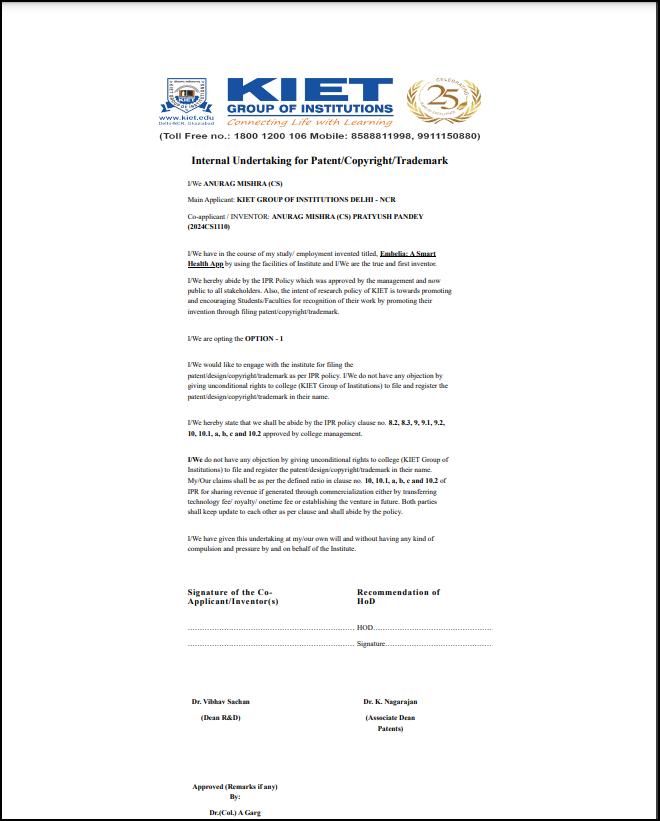 KIET
www.kiet.edu
Delhi-NCR, Ghaziabad
KIET
GROUP OF INSTITUTIONS
Connecting Life with Learning
CELEBRATING
25
(Toll Free no.: 1800 1200 106 Mobile: 8588811998, 9911150880)
Internal Undertaking for Patent/Copyright/Trademark
I/We ANURAG MISHRA (CS)
Main Applicant: KIET GROUP OF INSTITUTIONS DELHI - NCR
Co-applicant / INVENTOR: ANURAG MISHRA (CS) PRATYUSH PANDEY
(2024CS1110)
I/We have in the course of my study/ employment invented titled, Emhelia: A Smart
Health App by using the facilities of Institute and I/We are the true and first inventor.
I/We hereby abide by the IPR Policy which was approved by the management and now
public to all stakeholders. Also, the intent of research policy of KIET is towards promoting
and encouraging Students/Faculties for recognition of their work by promoting their
invention through filing patent/copyright/trademark.
I/We are opting the OPTION - 1
I/We would like to engage with the institute for filing the
patent/design/copyright/trademark as per IPR policy. I/We do not have any objection by
giving unconditional rights to college (KIET Group of Institutions) to file and register the
patent/design/copyright/trademark in their name.
I/We hereby state that we shall be abide by the IPR policy clause no. 8.2, 8.3, 9, 9.1, 9.2,
10, 10.1, a, b, c and 10.2 approved by college management.
I/We do not have any objection by giving unconditional rights to college (KIET Group of
Institutions) to file and register the patent/design/copyright/trademark in their name.
My/Our claims shall be as per the defined ratio in clause no. 10, 10.1, a, b, c and 10.2 of
IPR for sharing revenue if generated through commercialization either by transferring
technology fee/ royalty/ onetime fee or establishing the venture in future. Both parties
shall keep update to each other as per clause and shall abide by the policy.
I/We have given this undertaking at my/our own will and without having any kind of
compulsion and pressure by and on behalf of the Institute.
Signature of the Co-
Applicant/Inventor(s)
Recommendation of
HoD
........................................................................ HOD....................................................
........................................................................ Signature..............................................
Dr. Vibhav Sachan
(Dean R&D)
Dr. K. Nagarajan
(Associate Dean
Patents)
Approved (Remarks if any)
By:
Dr.(Col.) A Garg